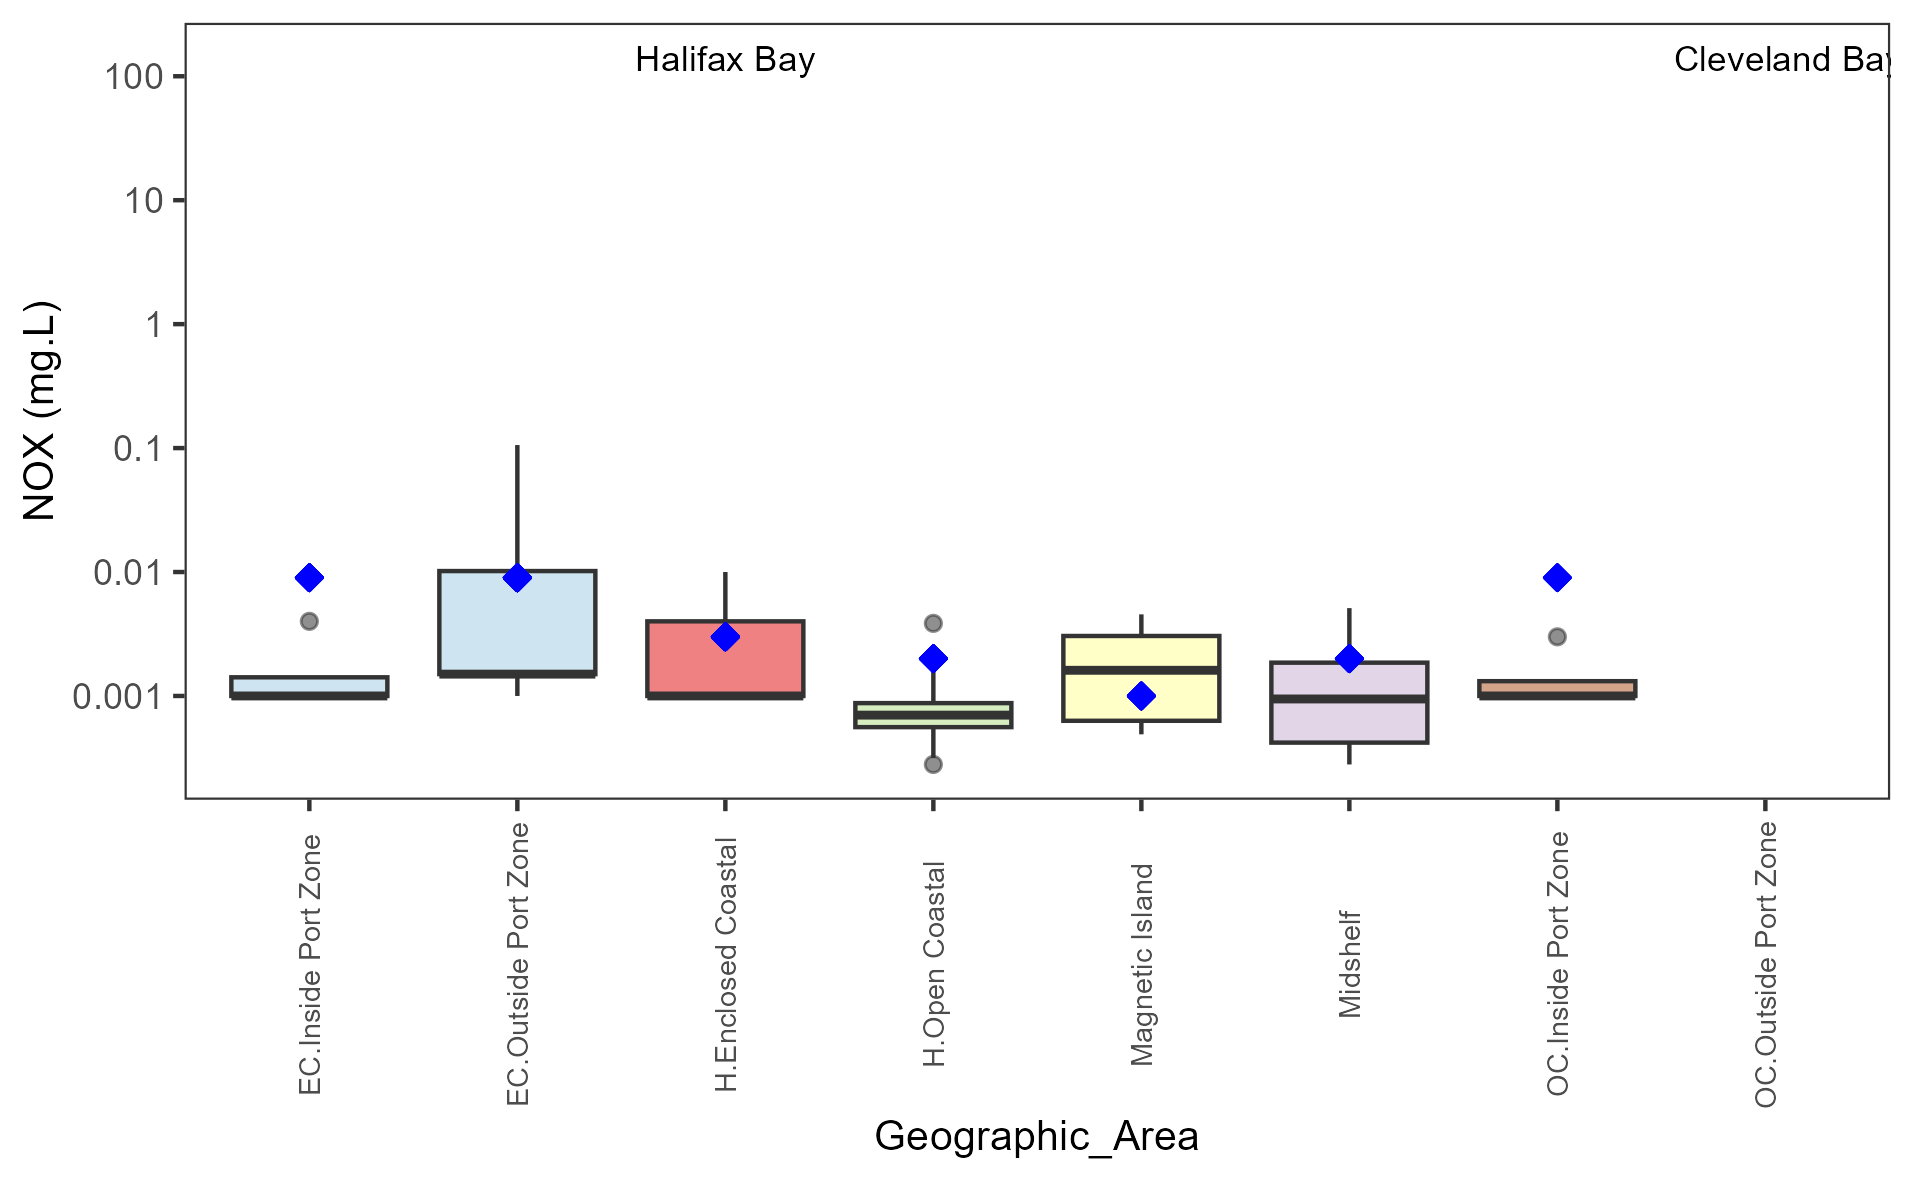 Halifax Bay
Cleveland Bay
100
10
1
0.1
0.01
0.001
NOX (mg.L)
EC.Inside Port Zone
EC.Outside Port Zone
H.Enclosed Coastal
H.Open Coastal
Magnetic Island
Midshelf
OC.Inside Port Zone
OC.Outside Port Zone
Geographic_Area